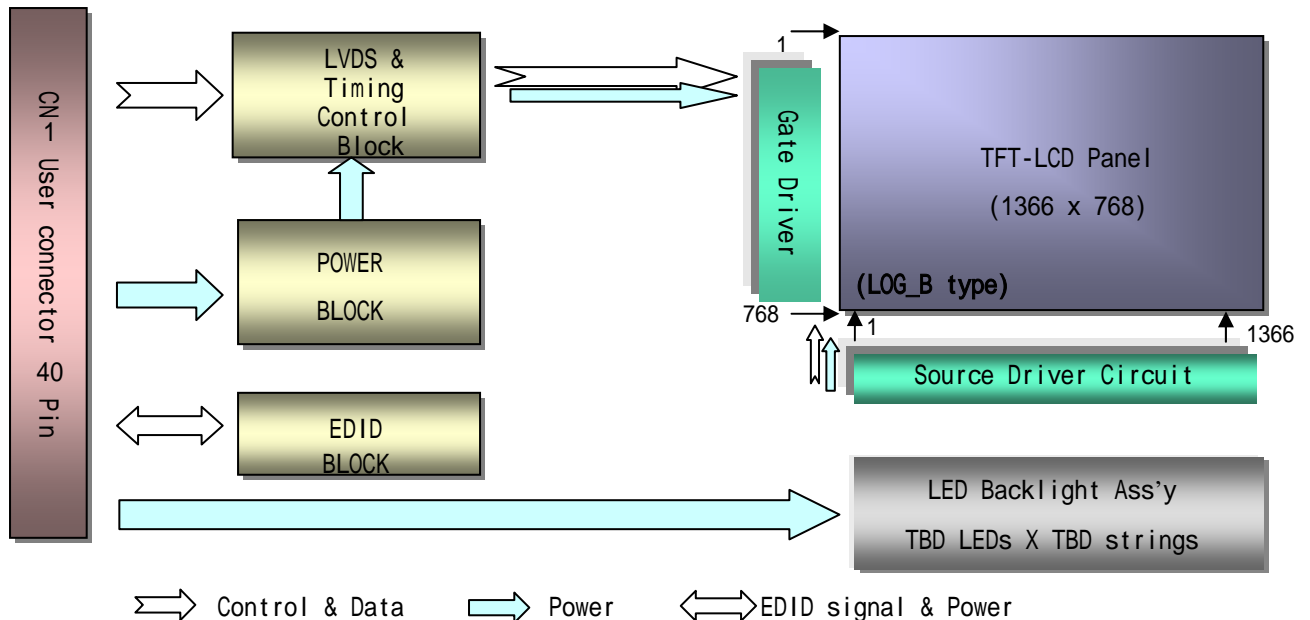 CN1 User connector 40 Pin
LVDS &
Timing
Control
Block
POWER
BLOCK
EDID
BLOCK
1
Gate Driver
768
TFT-LCD Panel
(1366 x 768)
(LOG_B type)
1
1366
Source Driver Circuit
LED Backlight Ass’y
TBD LEDs X TBD strings
Control & Data
Power
EDID signal & Power